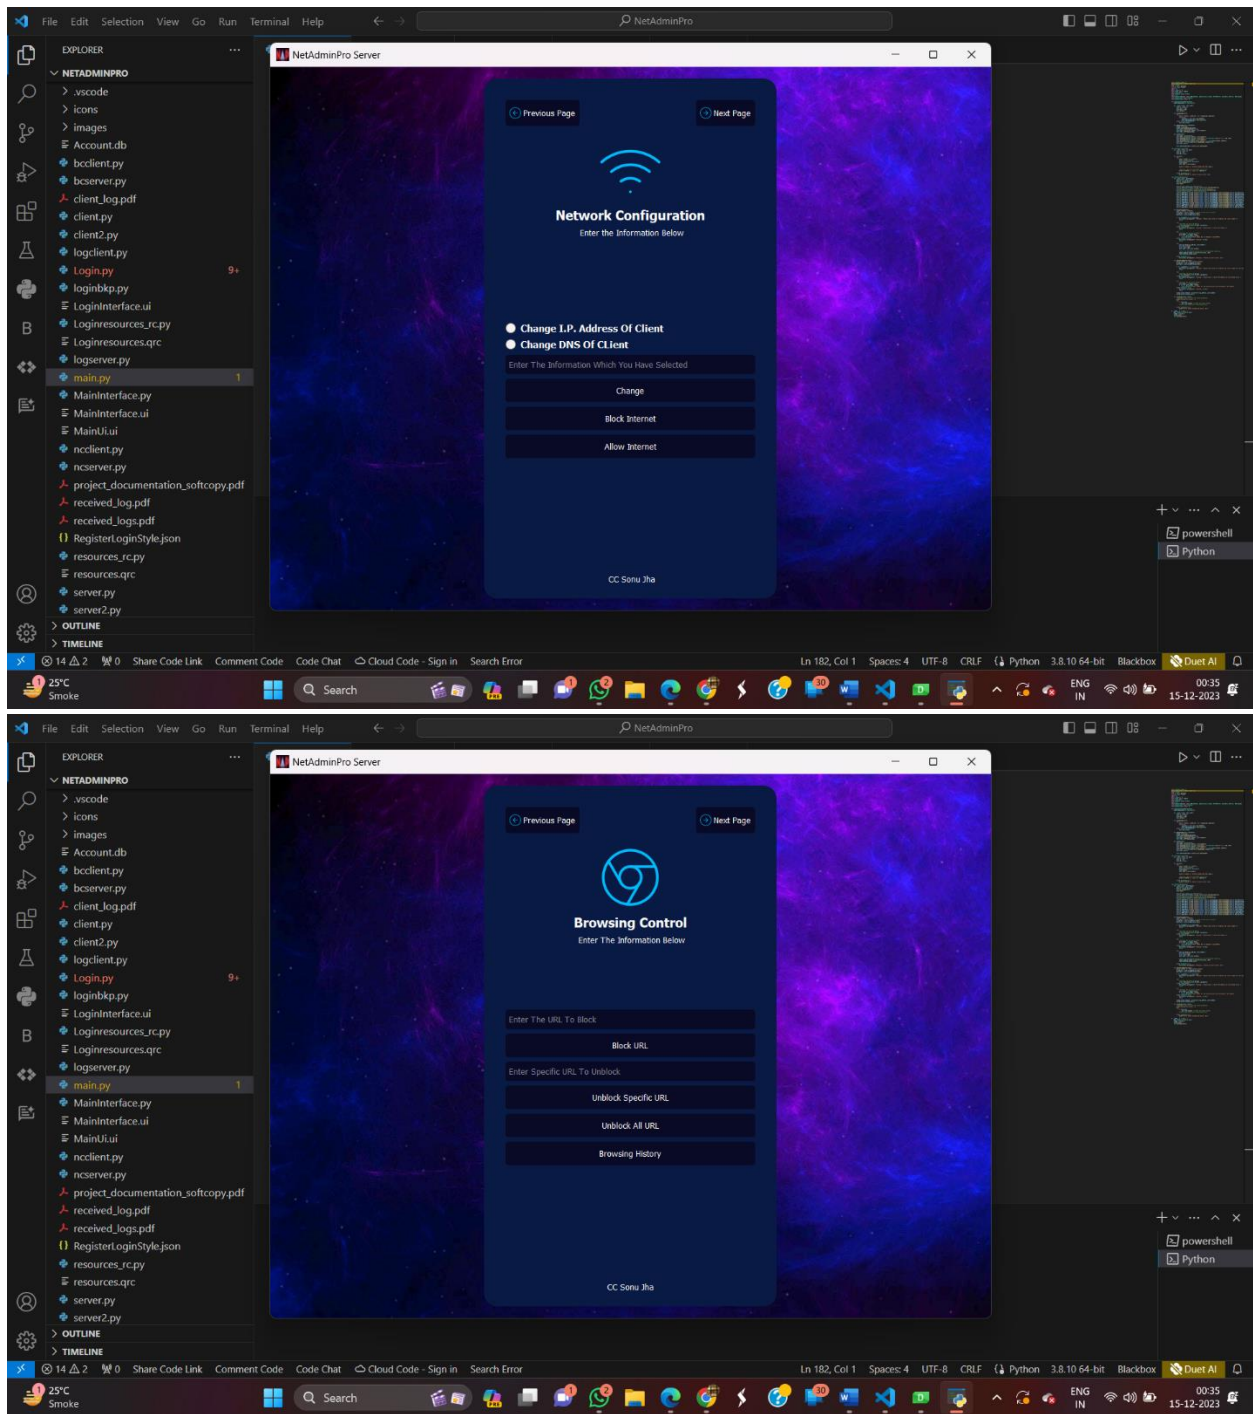 File Edit Selection View Go Run Terminal Help
NetAdminPro
EXPLORER
NetAdminPro Server
NETADMINPRO
.vscode
icons
images
Account.db
bcclient.py
bcserver.py
client_log.pdf
client.py
client2.py
logclient.py
Login.py 9+
loginbkp.py
LoginInterface.ui
Loginresources_rc.py
Loginresources.qrc
logserver.py
main.py 1
MainInterface.py
MainInterface.ui
MainUi.ui
ncclient.py
ncserver.py
project_documentation_softcopy.pdf
received_log.pdf
received_logs.pdf
RegisterLoginStyle.json
resources_rc.py
resources.qrc
server.py
server2.py
OUTLINE
TIMELINE
Previous Page Next Page
Network Configuration
Enter the Information Below
Change I.P. Address Of Client
Change DNS Of CLient
Enter The Information Which You Have Selected
Change
Block Internet
Allow Internet
CC Sonu Jha
powershell
Python
14 2 0 Share Code Link Comment Code Code Chat Cloud Code - Sign in Search Error Ln 182, Col 1 Spaces: 4 UTF-8 CRLF Python 3.8.10 64-bit Blackbox Duet AI
25°C
Smoke
Search
ENG
IN
00:35
15-12-2023
File Edit Selection View Go Run Terminal Help
NetAdminPro
EXPLORER
NetAdminPro Server
NETADMINPRO
.vscode
icons
images
Account.db
bcclient.py
bcserver.py
client_log.pdf
client.py
client2.py
logclient.py
Login.py 9+
loginbkp.py
LoginInterface.ui
Loginresources_rc.py
Loginresources.qrc
logserver.py
main.py 1
MainInterface.py
MainInterface.ui
MainUi.ui
ncclient.py
ncserver.py
project_documentation_softcopy.pdf
received_log.pdf
received_logs.pdf
RegisterLoginStyle.json
resources_rc.py
resources.qrc
server.py
server2.py
OUTLINE
TIMELINE
Previous Page Next Page
Browsing Control
Enter The Information Below
Enter The URL To Block
Block URL
Enter Specific URL To Unblock
Unblock Specific URL
Unblock All URL
Browsing History
CC Sonu Jha
powershell
Python
14 2 0 Share Code Link Comment Code Code Chat Cloud Code - Sign in Search Error Ln 182, Col 1 Spaces: 4 UTF-8 CRLF Python 3.8.10 64-bit Blackbox Duet AI
25°C
Smoke
Search
ENG
IN
00:35
15-12-2023